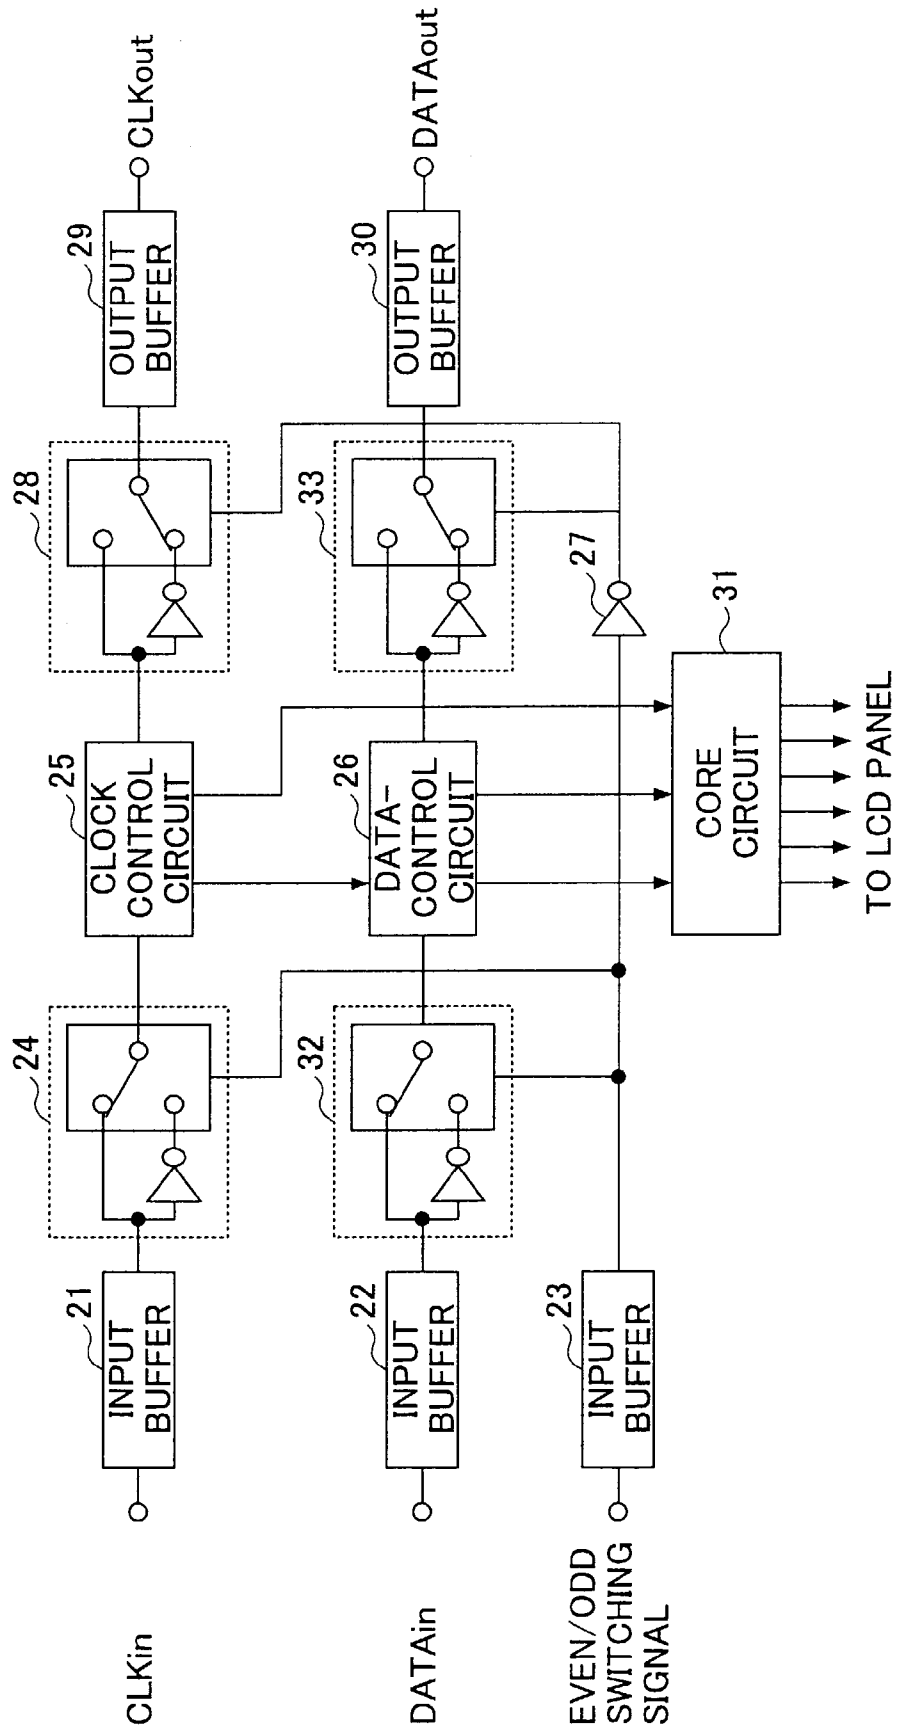 CLKin
21
INPUT
BUFFER
24
25
CLOCK
CONTROL
CIRCUIT
28
29
OUTPUT
BUFFER
CLKout
DATAin
22
INPUT
BUFFER
32
26
DATA-
CONTROL
CIRCUIT
33
30
OUTPUT
BUFFER
DATAout
EVEN/ODD
SWITCHING
SIGNAL
23
INPUT
BUFFER
27
31
CORE
CIRCUIT
TO LCD PANEL